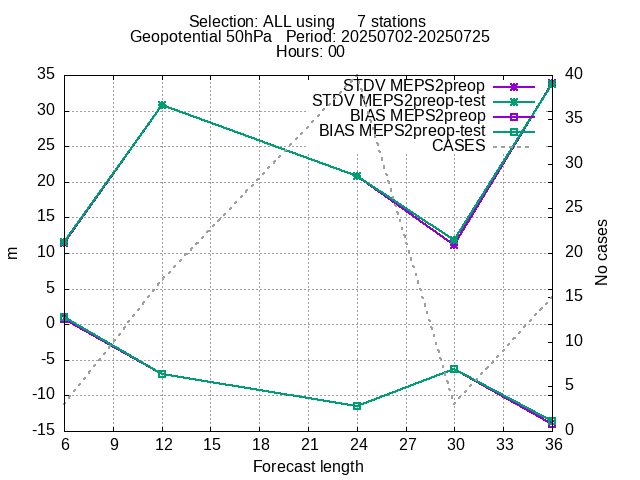 Selection: ALL using     7 stations
Geopotential 50hPa   Period: 20250702-20250725
Hours: 00
STDV MEPS2preop
STDV MEPS2preop-test
BIAS MEPS2preop
BIAS MEPS2preop-test
CASES
35
30
25
20
15
10
5
0
-5
-10
-15
m
40
35
30
25
20
15
10
5
0
No cases
6 9 12 15 18 21 24 27 30 33 36
Forecast length